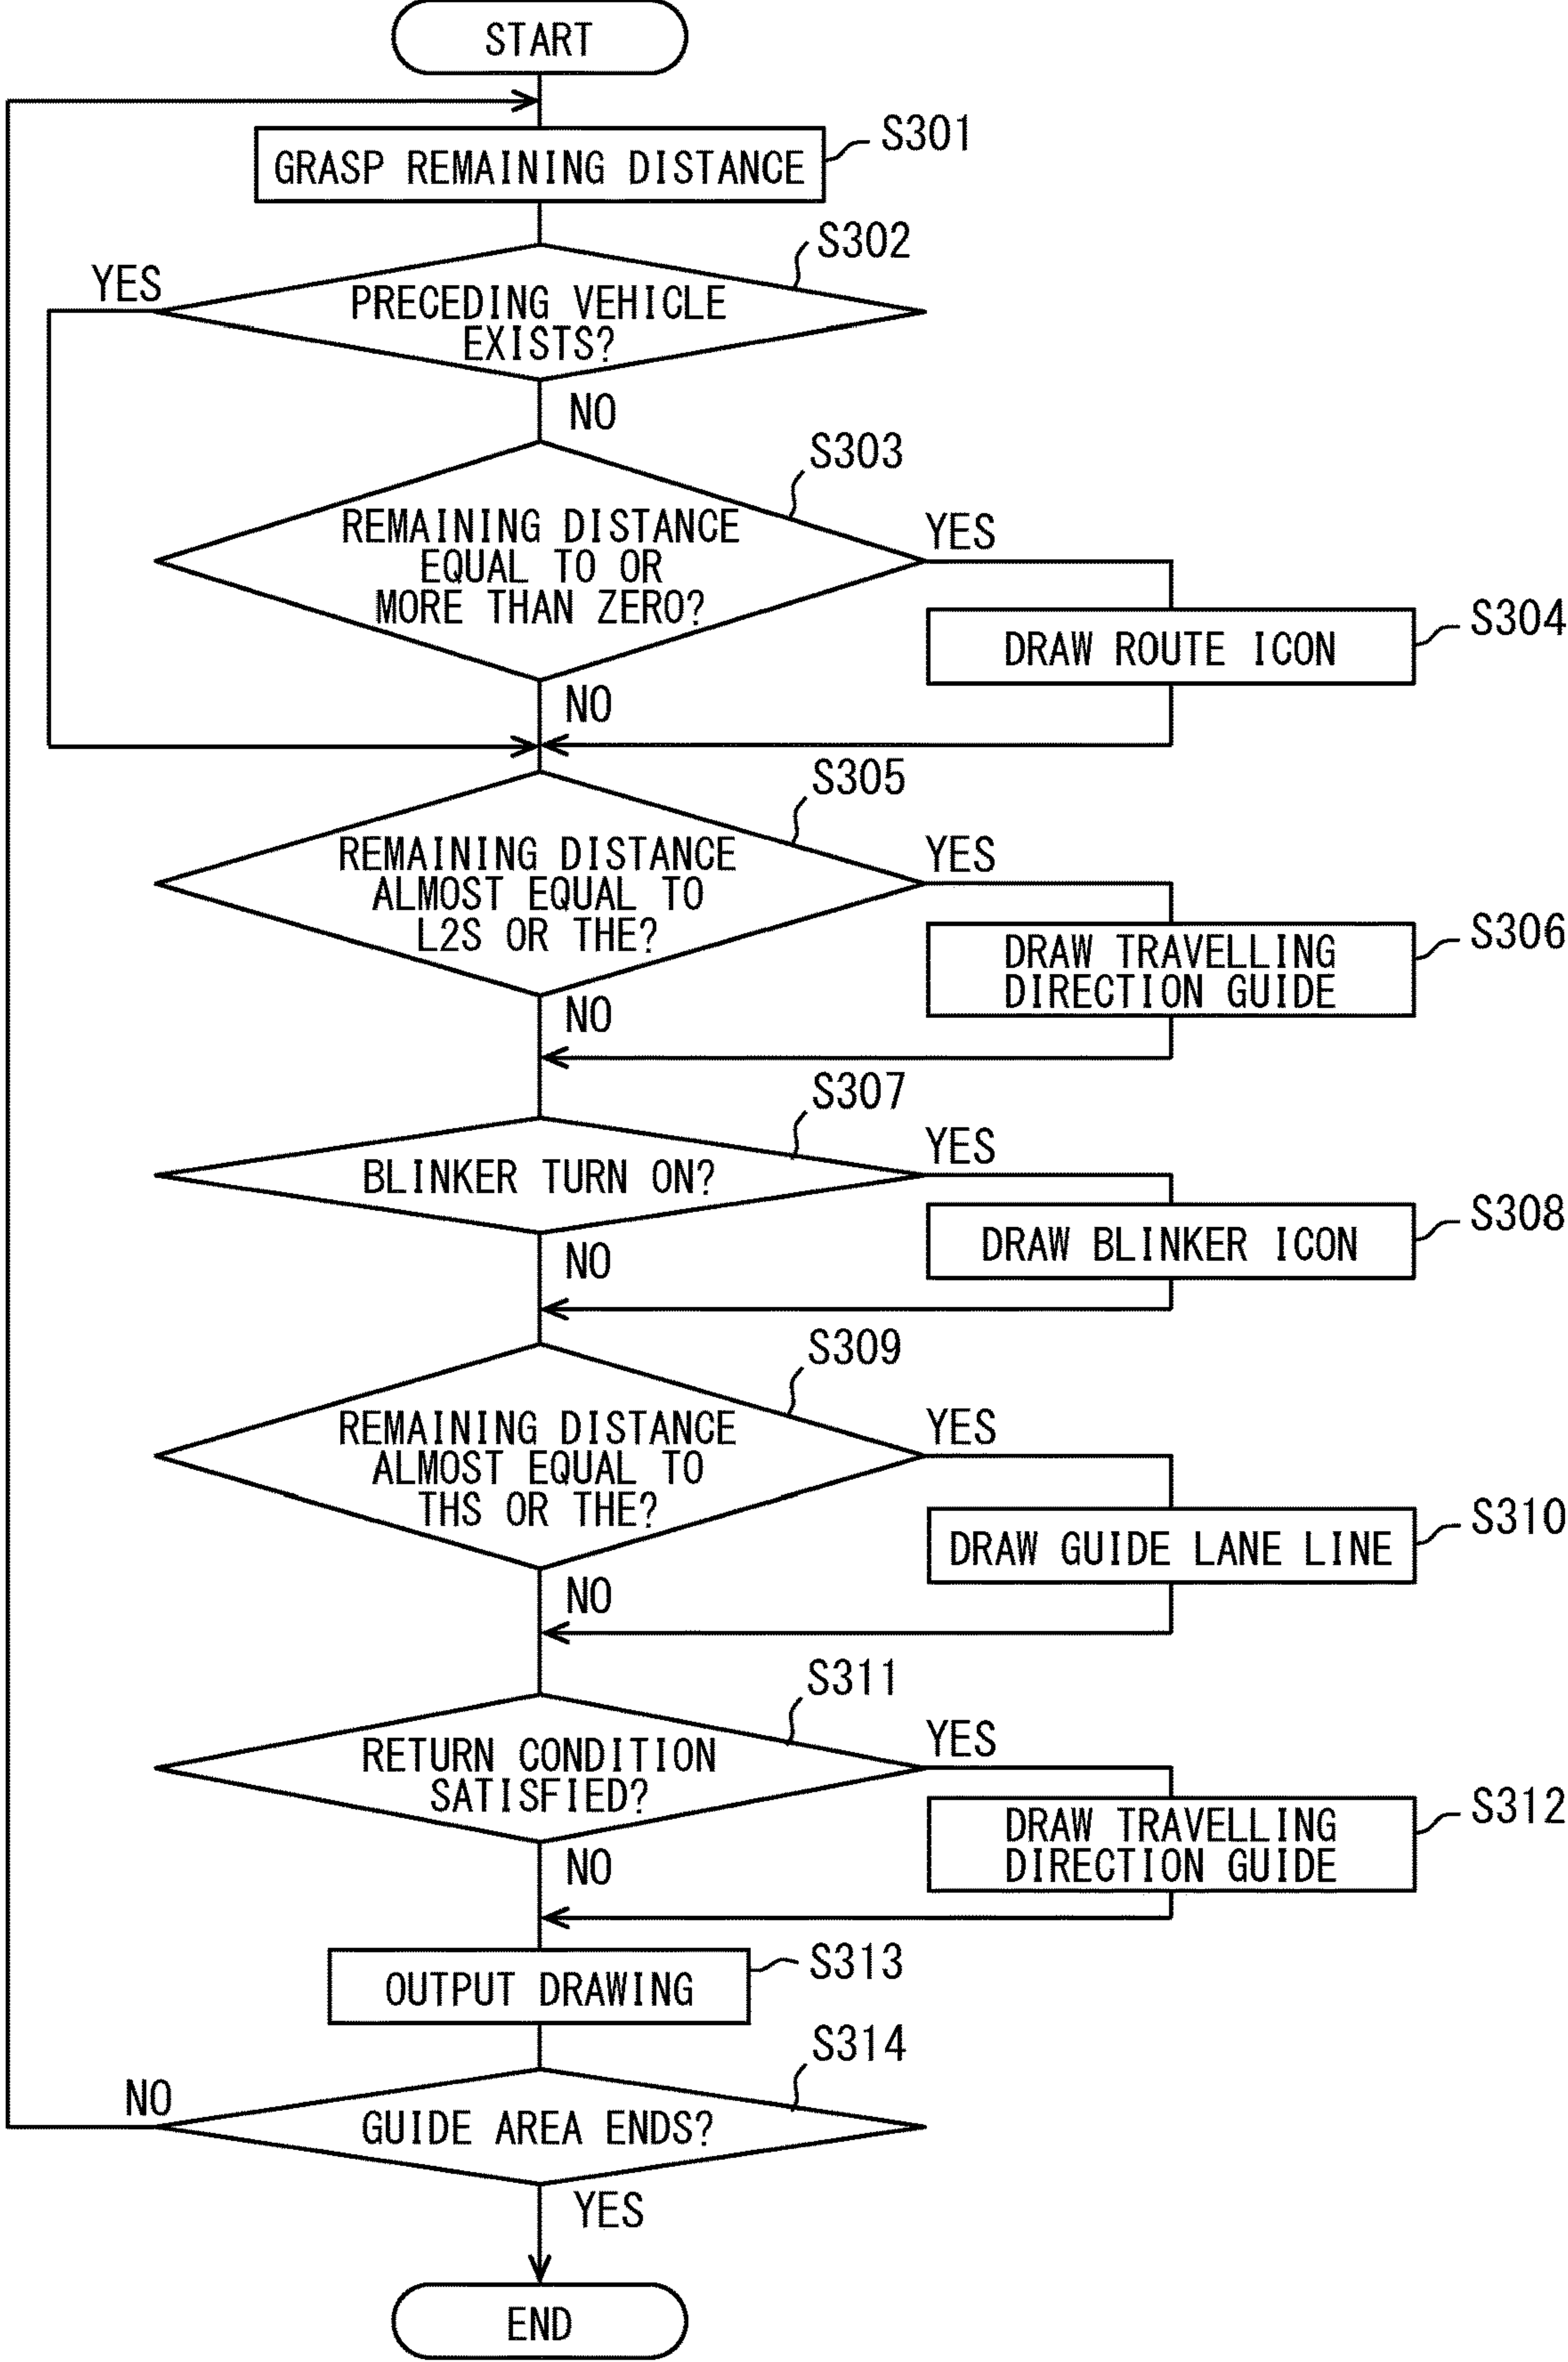 START
S301
GRASP REMAINING DISTANCE
S302
YES
PRECEDING VEHICLE
EXISTS?
NO
S303
REMAINING DISTANCE
EQUAL TO OR
MORE THAN ZERO?
YES
S304
DRAW ROUTE ICON
NO
S305
REMAINING DISTANCE
ALMOST EQUAL TO
L2S OR THE?
YES
S306
DRAW TRAVELLING
DIRECTION GUIDE
NO
S307
BLINKER TURN ON?
YES
S308
DRAW BLINKER ICON
NO
S309
REMAINING DISTANCE
ALMOST EQUAL TO
THS OR THE?
YES
S310
DRAW GUIDE LANE LINE
NO
S311
RETURN CONDITION
SATISFIED?
YES
S312
DRAW TRAVELLING
DIRECTION GUIDE
NO
S313
OUTPUT DRAWING
S314
NO
GUIDE AREA ENDS?
YES
END